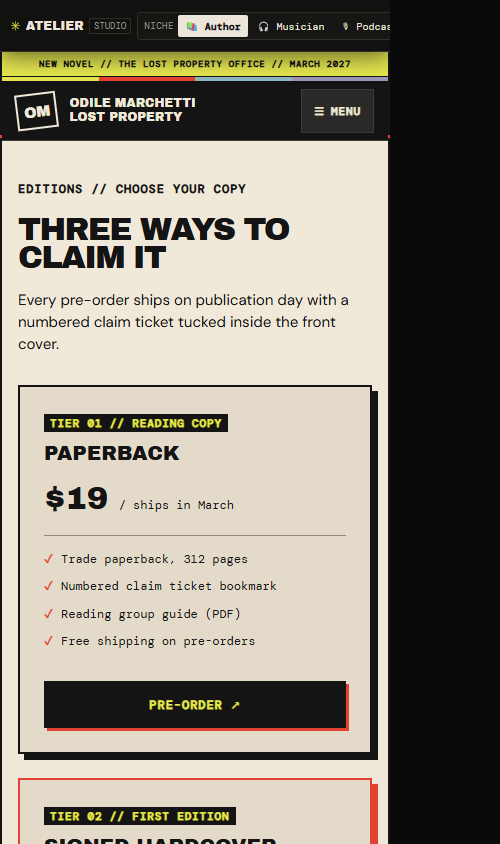 ATELIER STUDIO NICHE Author Musician Podcas
NEW NOVEL // THE LOST PROPERTY OFFICE // MARCH 2027
OM
ODILE MARCHETTI
LOST PROPERTY
☰ MENU
EDITIONS // CHOOSE YOUR COPY
THREE WAYS TO
CLAIM IT
Every pre-order ships on publication day with a
numbered claim ticket tucked inside the front
cover.
TIER 01 // READING COPY
PAPERBACK
$19 / ships in March
✓ Trade paperback, 312 pages
✓ Numbered claim ticket bookmark
✓ Reading group guide (PDF)
✓ Free shipping on pre-orders
PRE-ORDER ↗
TIER 02 // FIRST EDITION
SIGNED HARDCOVER